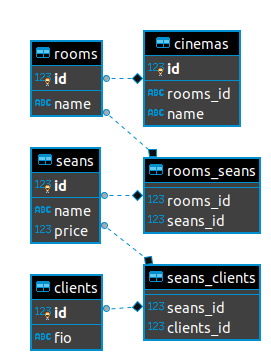 rooms
123 id
ABC name
cinemas
123 id
ABC rooms_id
ABC name
seans
123 id
ABC name
123 price
rooms_seans
123 rooms_id
123 seans_id
clients
123 id
ABC fio
seans_clients
123 seans_id
123 clients_id